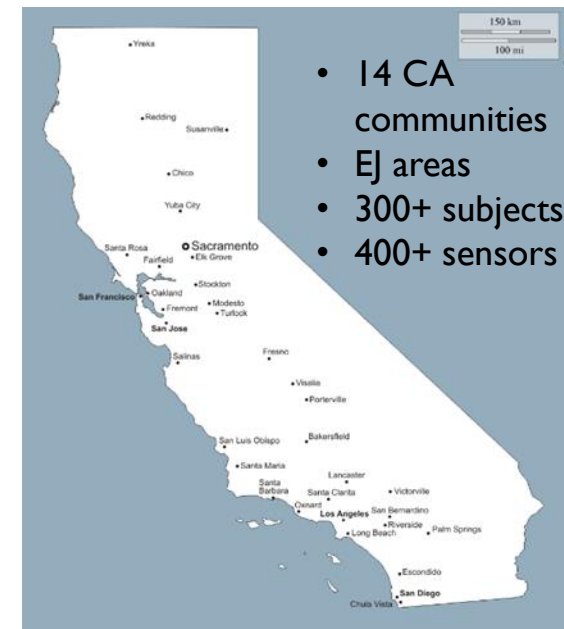 150 km
100 mi
• 14 CA
communities
• EJ areas
• 300+ subjects
• 400+ sensors
Yreka
Redding
Susanville
Chico
Yuba City
Santa Rosa
Sacramento
Fairfield
Elk Grove
Stockton
Oakland
San Francisco
Modesto
Fremont
Turlock
San Jose
Salinas
Fresno
Visalia
Porterville
San Luis Obispo
Bakersfield
Santa Maria
Lancaster
Santa
Barbara
Santa Clarita
Victorville
Oxnard
Los Angeles
San Bernardino
Riverside
Long Beach
Palm Springs
Escondido
San Diego
Chula Vista